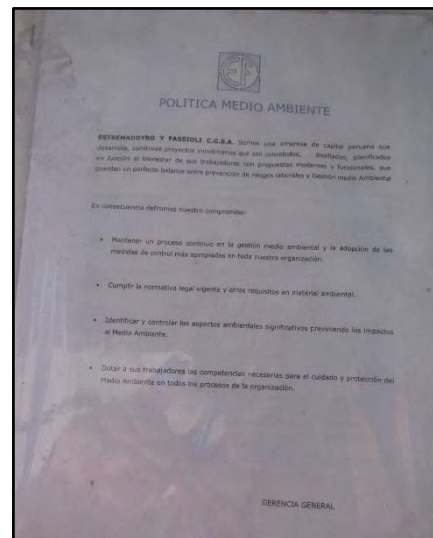 POLITICA MEDIO AMBIENTE
ESTREMADOYRO Y FASSIOLI C.G.S.A. Somos una empresa de capital peruano que
desarrolla, construye proyectos inmobiliarios que son concebidos, diseñados, planificados
en función al bienestar de sus trabajadores con propuestas modernas y funcionales, que
guarden un perfecto balance entre prevención de riesgos laborales y Gestión medio Ambiental
En consecuencia definimos nuestro compromiso:
• Mantener un proceso continuo en la gestión medio ambiental y la adopción de las
medidas de control más apropiadas en toda nuestra organización.
• Cumplir la normativa legal vigente y otros requisitos en material ambiental.
• Identificar y controlar los aspectos ambientales significativos previniendo los impactos
al Medio Ambiente.
• Dotar a sus trabajadores las competencias necesarias para el cuidado y protección del
Medio Ambiente en todos los procesos de la organización.
GERENCIA GENERAL